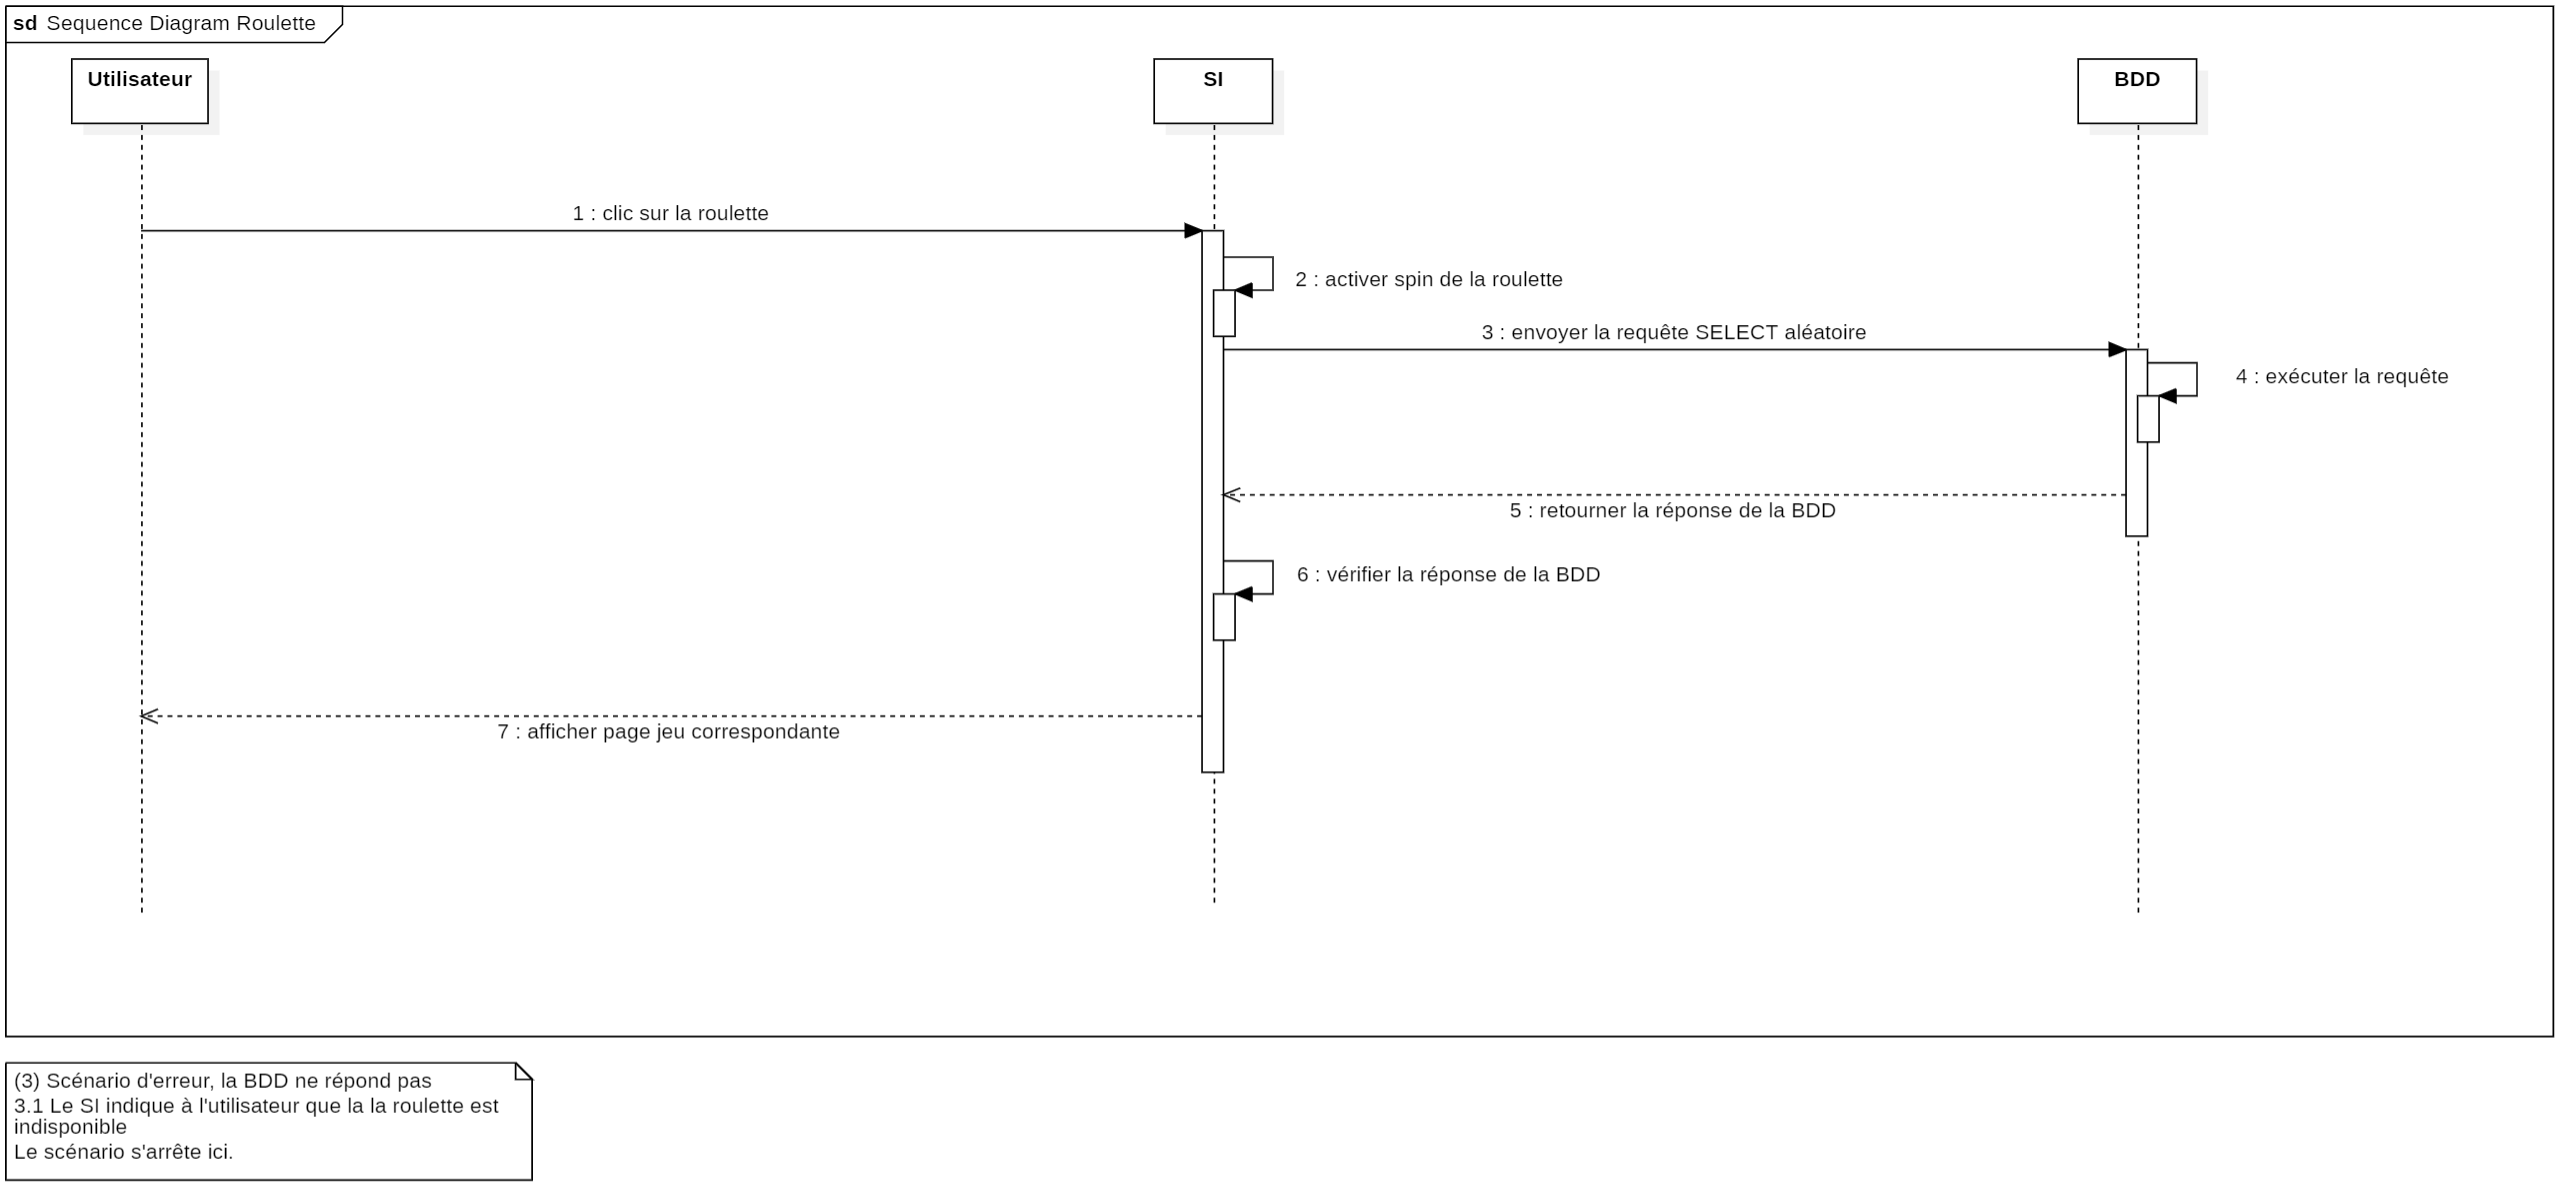 sd Sequence Diagram Roulette
Utilisateur
SI
BDD
1 : clic sur la roulette
2 : activer spin de la roulette
3 : envoyer la requête SELECT aléatoire
4 : exécuter la requête
5 : retourner la réponse de la BDD
6 : vérifier la réponse de la BDD
7 : afficher page jeu correspondante
(3) Scénario d'erreur, la BDD ne répond pas
3.1 Le SI indique à l'utilisateur que la la roulette est
indisponible
Le scénario s'arrête ici.